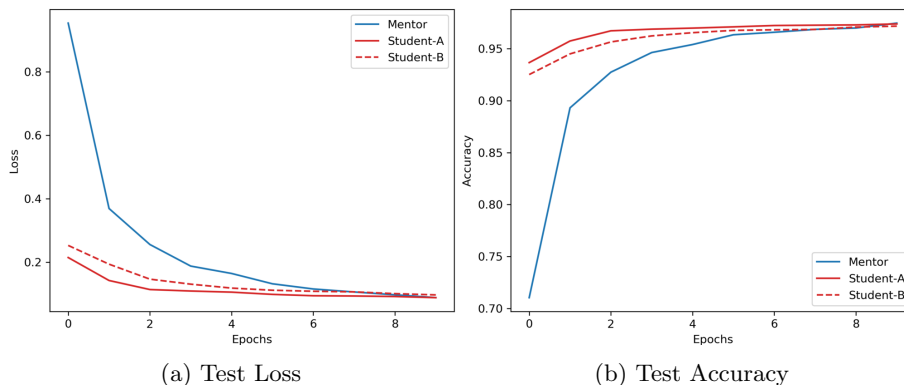 Mentor
Student-A
Student-B
0.8
0.6
0.4
0.2
Loss
0 2 4 6 8
Epochs
(a) Test Loss
0.95
0.90
0.85
0.80
0.75
0.70
Accuracy
Mentor
Student-A
Student-B
0 2 4 6 8
Epochs
(b) Test Accuracy